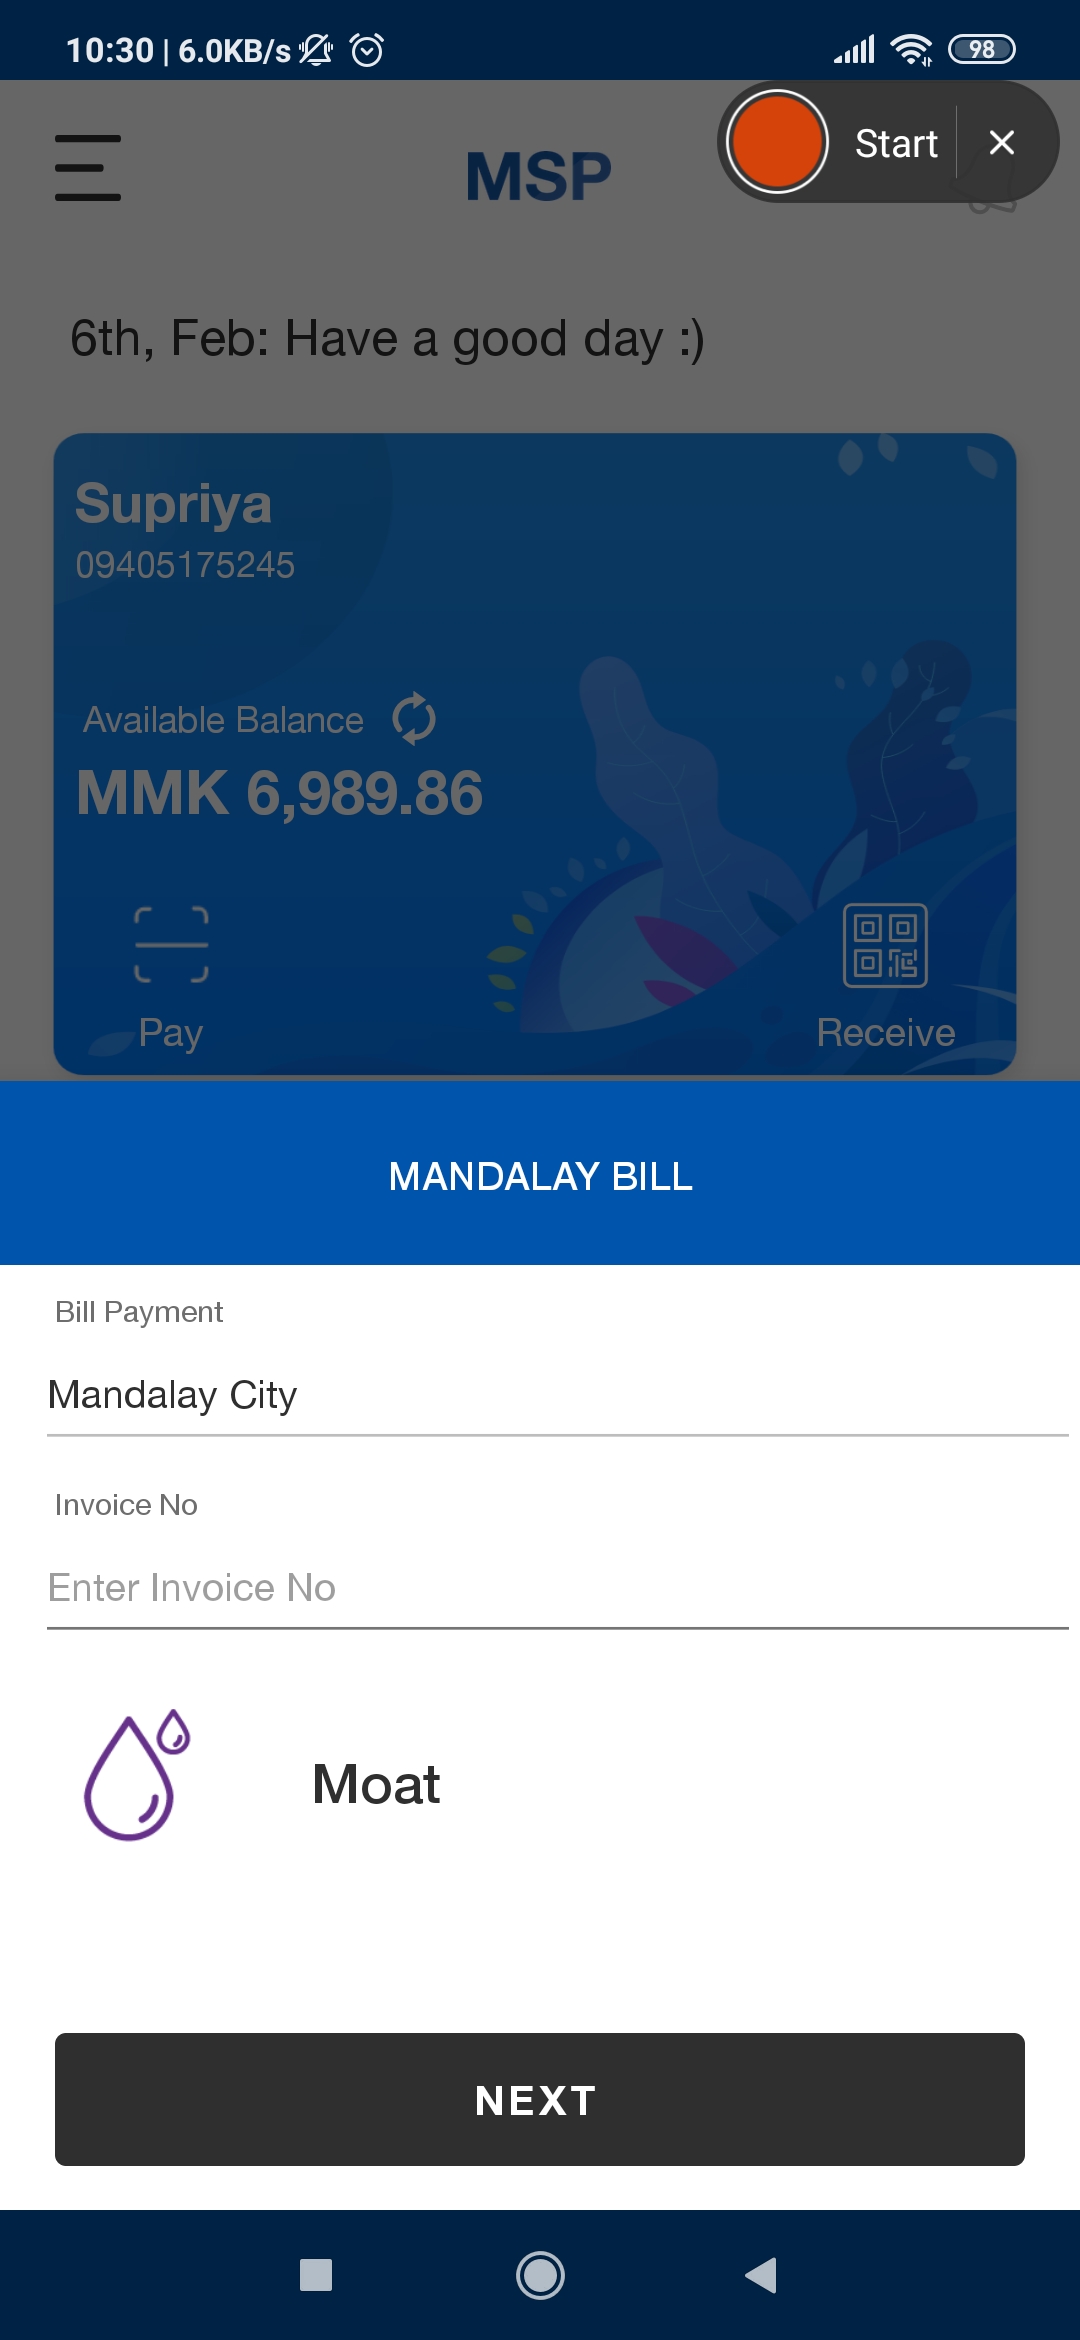 10:30 | 6.0KB/s
98
MSP
Start
6th, Feb: Have a good day :)
Supriya
09405175245
Available Balance
MMK 6,989.86
Pay
Receive
MANDALAY BILL
Bill Payment
Mandalay City
Invoice No
Enter Invoice No
Moat
NEXT